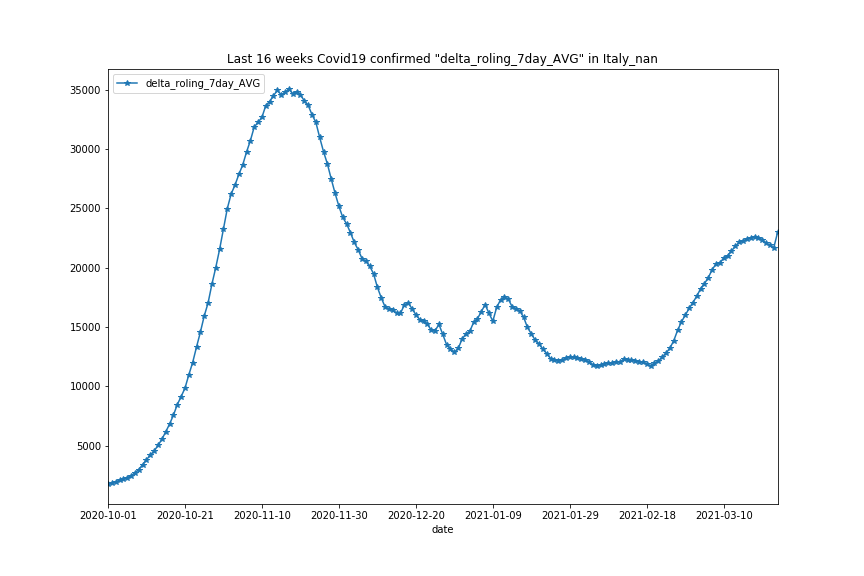 Last 16 weeks Covid19 confirmed "delta_roling_7day_AVG" in Italy_nan
delta_roling_7day_AVG
35000
30000
25000
20000
15000
10000
5000
2020-10-01 2020-10-21 2020-11-10 2020-11-30 2020-12-20 2021-01-09 2021-01-29 2021-02-18 2021-03-10
date